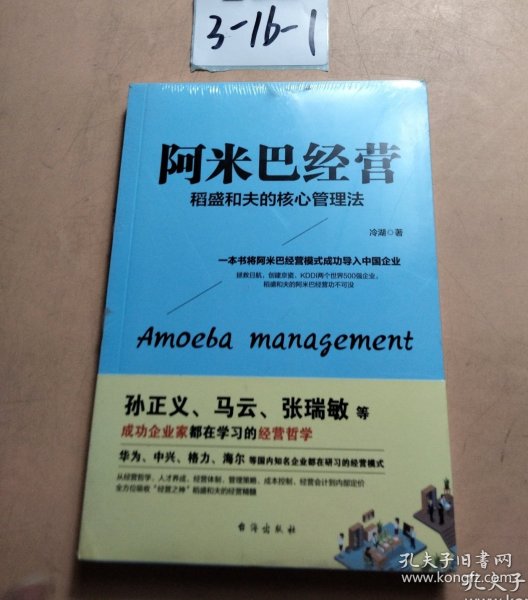 3-1b-1
阿米巴经营
稻盛和夫的核心管理法
冷湖◎著
一本书将阿米巴经营模式成功导入中国企业
拯救日航，创建京瓷、KDDI两个世界500强企业，
稻盛和夫的阿米巴经营功不可没
Amoeba management
孙正义、马云、张瑞敏 等
成功企业家都在学习的经营哲学
华为、中兴、格力、海尔 等国内知名企业都在研习的经营模式
从经营哲学、人才养成、经营体制、管理策略、成本控制、经营会计到内部定价
全方位吸收“经营之神”稻盛和夫的经营精髓
台海出版社
孔夫子旧书网
www.kongfz.com
孔夫子
www.k